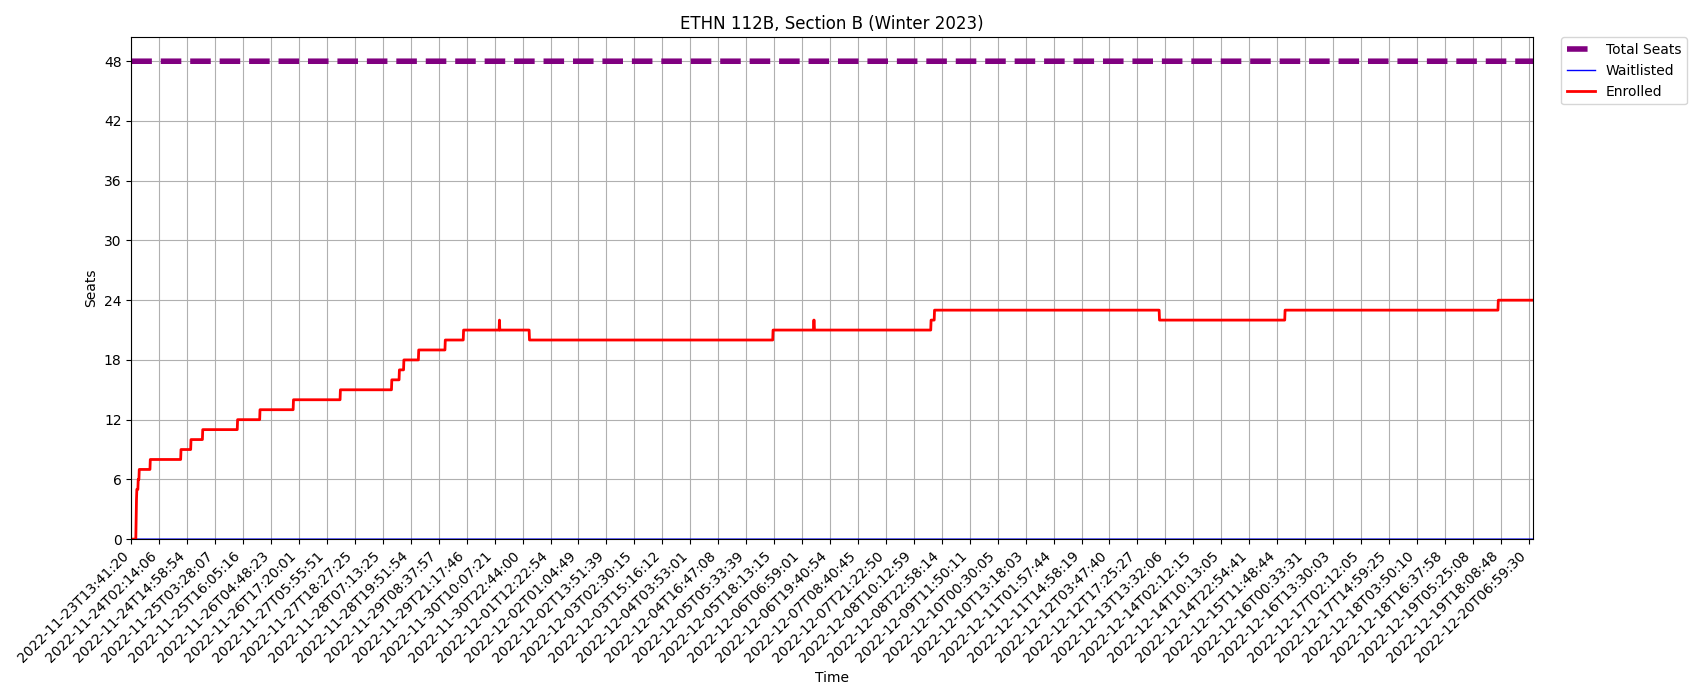 ETHN 112B, Section B (Winter 2023)
Total Seats
Waitlisted
Enrolled
48
42
36
30
24
18
12
6
0
Seats
2022-11-23T13:41:20
2022-11-24T02:14:06
2022-11-24T14:58:54
2022-11-25T03:28:07
2022-11-25T16:05:16
2022-11-26T04:48:23
2022-11-26T17:20:01
2022-11-27T05:55:51
2022-11-27T18:27:25
2022-11-28T07:13:25
2022-11-28T19:51:54
2022-11-29T08:37:57
2022-11-29T21:17:46
2022-11-30T10:07:21
2022-11-30T22:44:00
2022-12-01T12:22:54
2022-12-02T01:04:49
2022-12-02T13:51:39
2022-12-03T02:30:15
2022-12-03T15:16:12
2022-12-04T03:53:01
2022-12-04T16:47:08
2022-12-05T05:33:39
2022-12-05T18:13:15
2022-12-06T06:59:01
2022-12-06T19:40:54
2022-12-07T08:40:45
2022-12-07T21:22:50
2022-12-08T10:12:59
2022-12-08T22:58:14
2022-12-09T11:50:11
2022-12-10T00:30:05
2022-12-10T13:18:03
2022-12-11T01:57:44
2022-12-11T14:58:19
2022-12-12T03:47:40
2022-12-12T17:25:27
2022-12-13T13:32:06
2022-12-14T02:12:15
2022-12-14T10:13:05
2022-12-14T22:54:41
2022-12-15T11:48:44
2022-12-16T00:33:31
2022-12-16T13:30:03
2022-12-17T02:12:05
2022-12-17T14:59:25
2022-12-18T03:50:10
2022-12-18T16:37:58
2022-12-19T05:25:08
2022-12-19T18:08:48
2022-12-20T06:59:30
Time